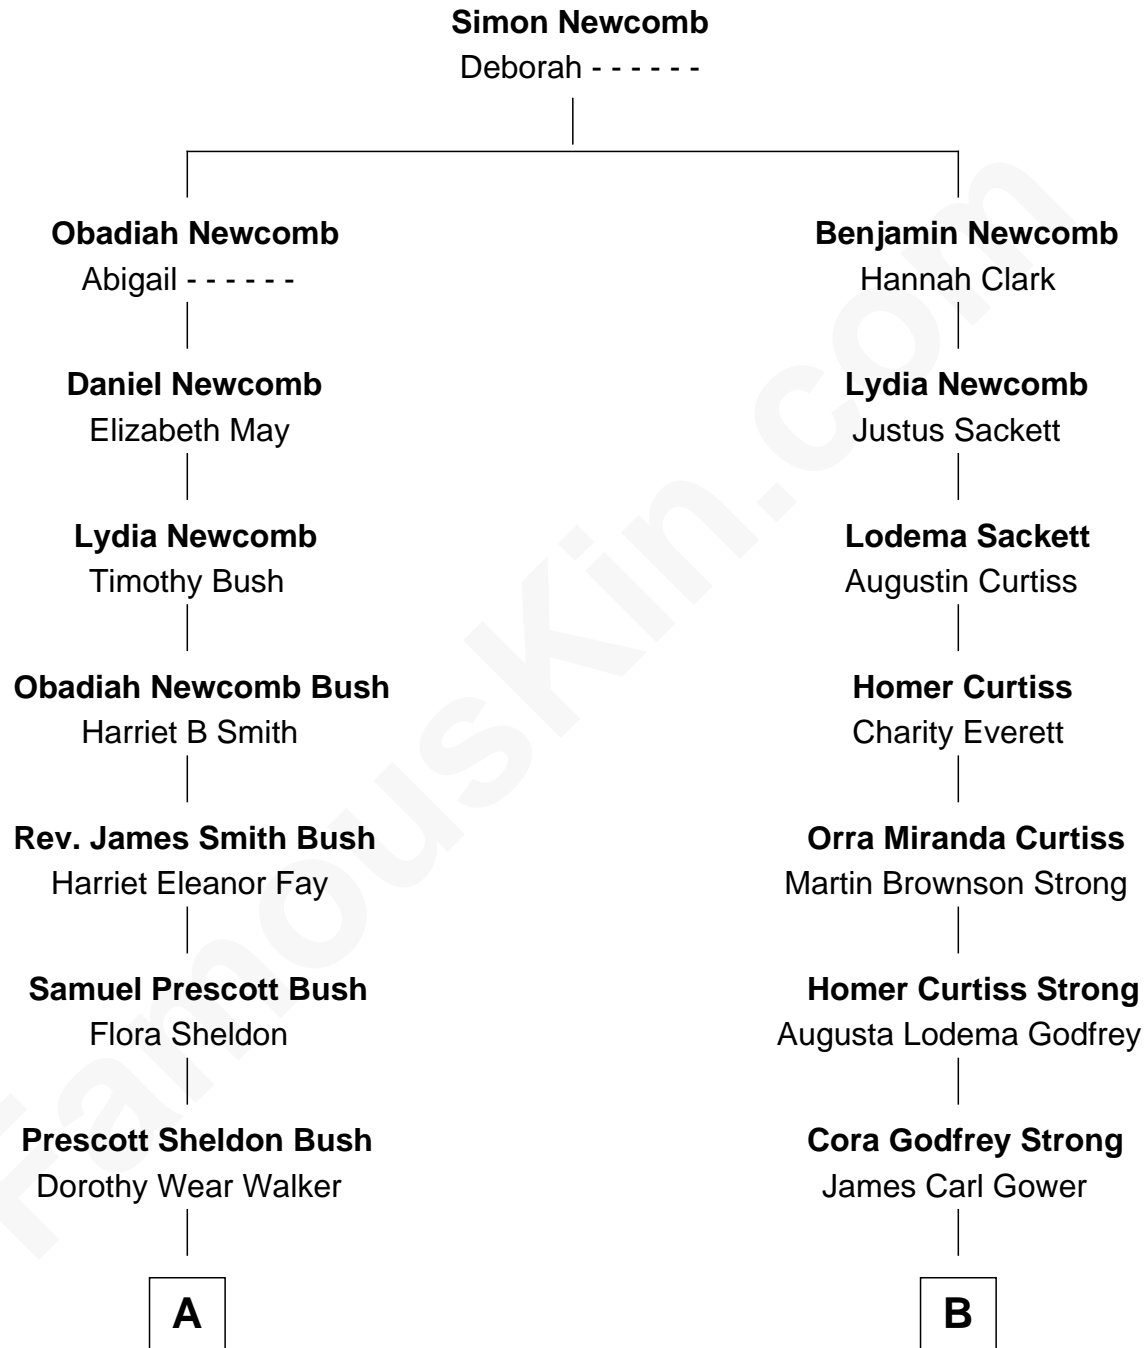 Simon Newcomb
Deborah - - - - - -
Obadiah Newcomb
Abigail - - - - - -
Benjamin Newcomb
Hannah Clark
Daniel Newcomb
Elizabeth May
Lydia Newcomb
Justus Sackett
Lydia Newcomb
Timothy Bush
Lodema Sackett
Augustin Curtiss
Obadiah Newcomb Bush
Harriet B Smith
Homer Curtiss
Charity Everett
Rev. James Smith Bush
Harriet Eleanor Fay
Orra Miranda Curtiss
Martin Brownson Strong
Samuel Prescott Bush
Flora Sheldon
Homer Curtiss Strong
Augusta Lodema Godfrey
Prescott Sheldon Bush
Dorothy Wear Walker
Cora Godfrey Strong
James Carl Gower
A
B
FamousKin.com